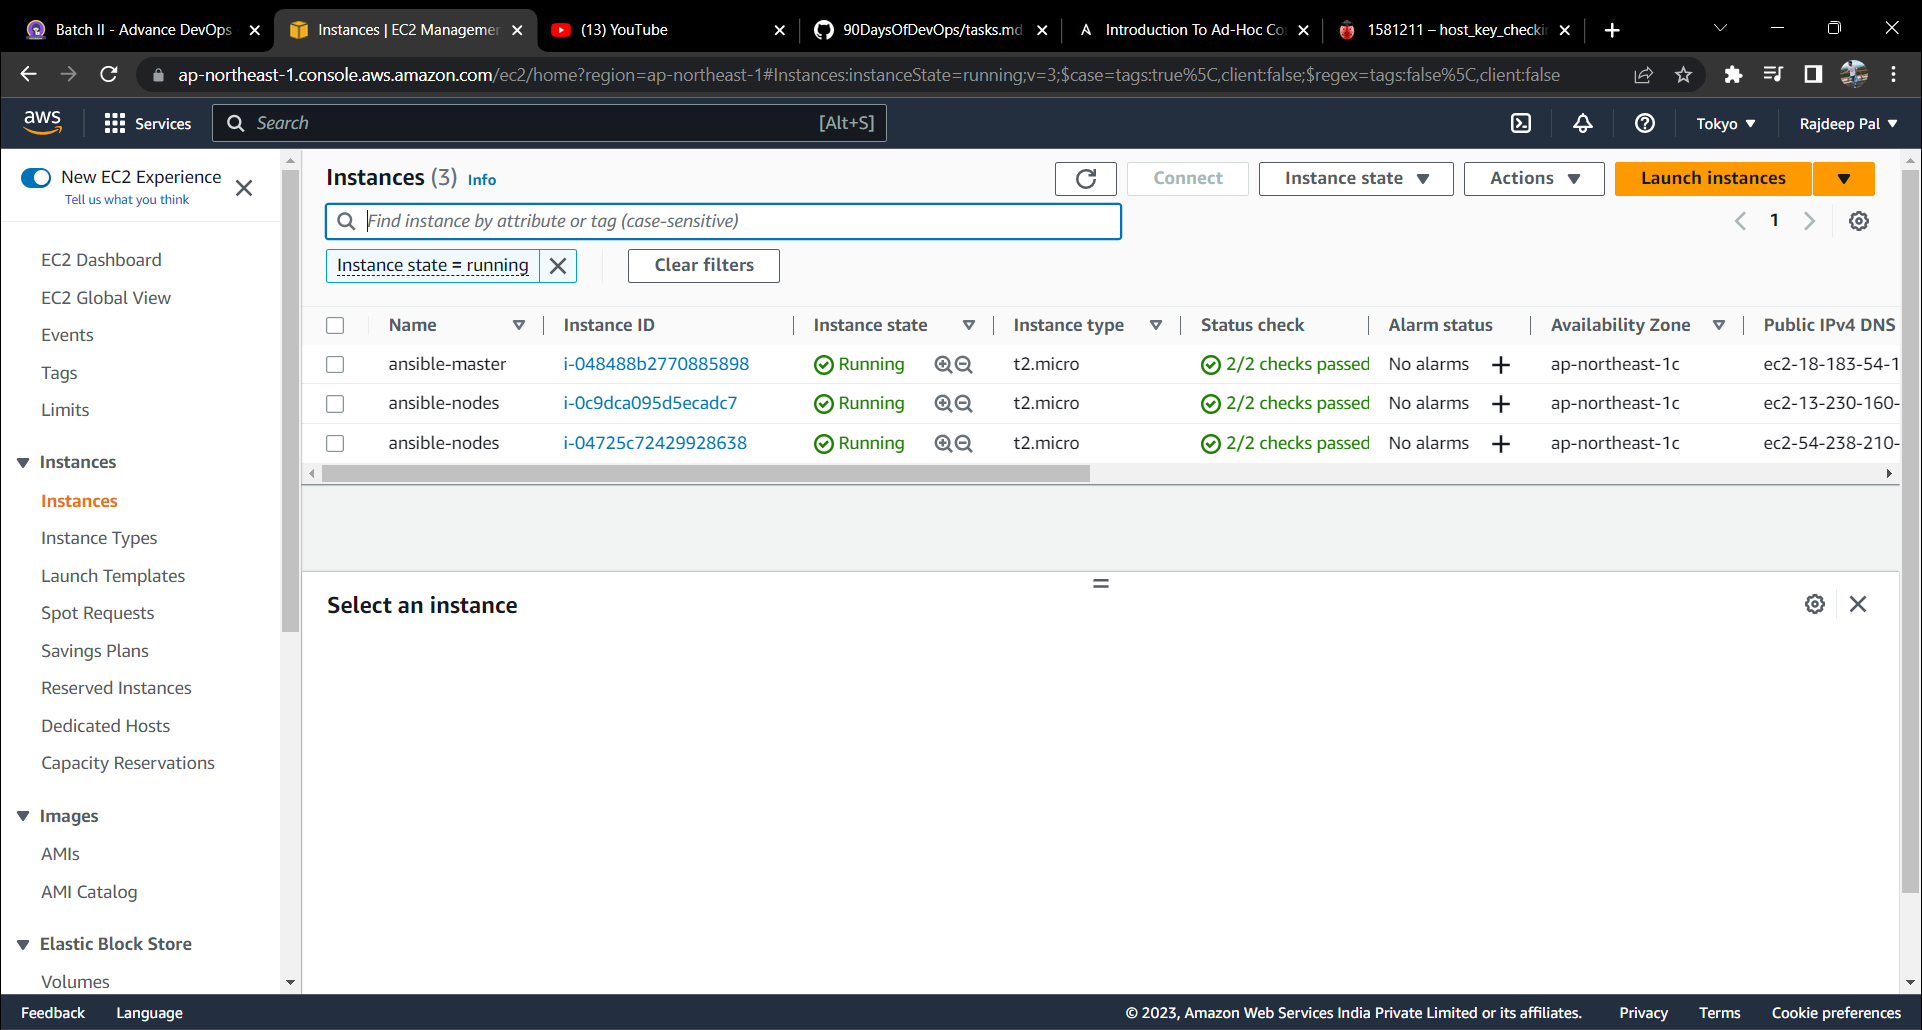 Batch II - Advance DevOps
Instances | EC2 Managemen
(13) YouTube
90DaysOfDevOps/tasks.md
Introduction To Ad-Hoc Co
1581211 – host_key_checkin
ap-northeast-1.console.aws.amazon.com/ec2/home?region=ap-northeast-1#Instances:instanceState=running;v=3;$case=tags:true%5C,client:false;$regex=tags:false%5C,client:false
aws
Services
Search
[Alt+S]
Tokyo
Rajdeep Pal
New EC2 Experience
Tell us what you think
EC2 Dashboard
EC2 Global View
Events
Tags
Limits
Instances
Instances
Instance Types
Launch Templates
Spot Requests
Savings Plans
Reserved Instances
Dedicated Hosts
Capacity Reservations
Images
AMIs
AMI Catalog
Elastic Block Store
Volumes
Instances (3) Info
Connect
Instance state
Actions
Launch instances
Find instance by attribute or tag (case-sensitive)
1
Instance state = running
Clear filters
Name Instance ID Instance state Instance type Status check Alarm status Availability Zone Public IPv4 DNS
ansible-master i-048488b2770885898 Running t2.micro 2/2 checks passed No alarms ap-northeast-1c ec2-18-183-54-1
ansible-nodes i-0c9dca095d5ecadc7 Running t2.micro 2/2 checks passed No alarms ap-northeast-1c ec2-13-230-160-
ansible-nodes i-04725c72429928638 Running t2.micro 2/2 checks passed No alarms ap-northeast-1c ec2-54-238-210-
Select an instance
Feedback
Language
© 2023, Amazon Web Services India Private Limited or its affiliates.
Privacy
Terms
Cookie preferences